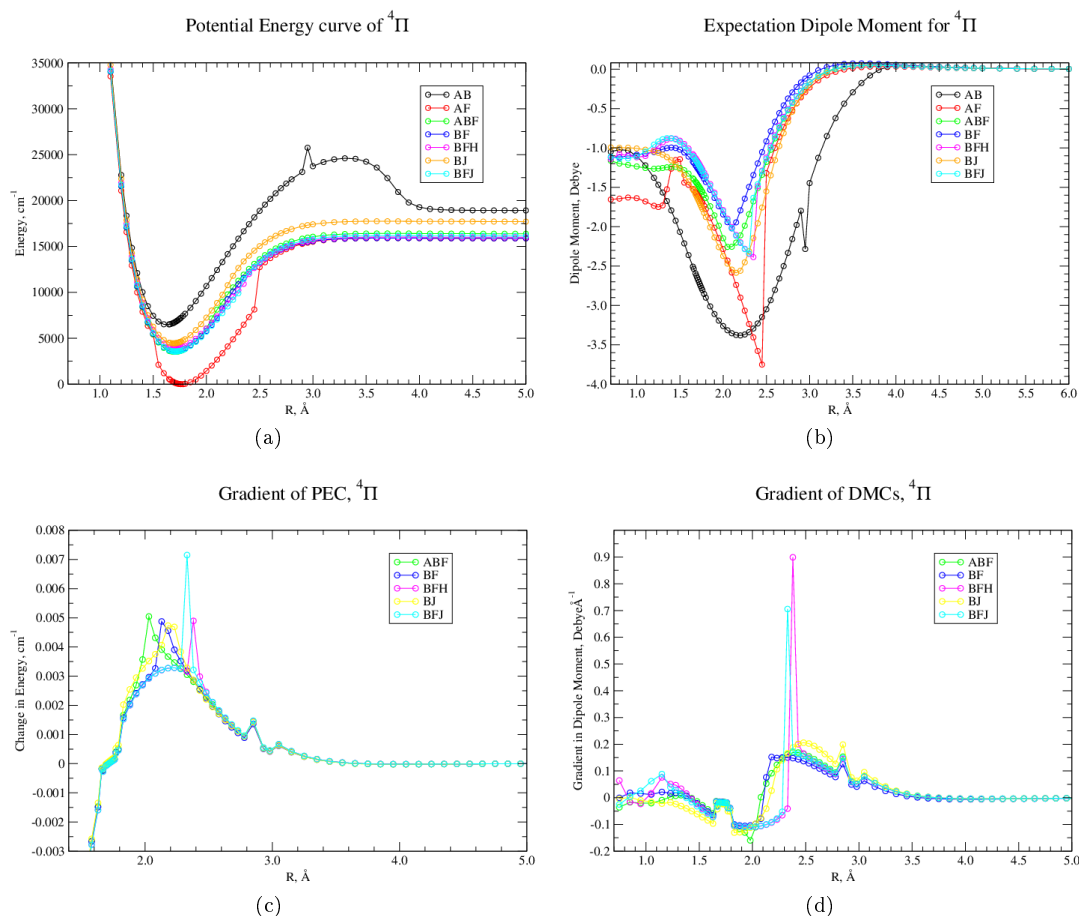 Potential Energy curve of ⁴Π
35000
30000
25000
20000
15000
10000
5000
0
Energy, cm⁻¹
AB
AF
ABF
BF
BFH
BJ
BFJ
1.0 1.5 2.0 2.5 3.0 3.5 4.0 4.5 5.0
R, Å
(a)
Expectation Dipole Moment for ⁴Π
0.0
-0.5
-1.0
-1.5
-2.0
-2.5
-3.0
-3.5
-4.0
Dipole Moment, Debye
AB
AF
ABF
BF
BFH
BJ
BFJ
1.0 1.5 2.0 2.5 3.0 3.5 4.0 4.5 5.0 5.5 6.0
R, Å
(b)
Gradient of PEC, ⁴Π
0.008
0.007
0.006
0.005
0.004
0.003
0.002
0.001
0
-0.001
-0.002
-0.003
Change in Energy, cm⁻¹
ABF
BF
BFH
BJ
BFJ
2.0 3.0 4.0 5.0
R, Å
(c)
Gradient of DMCs, ⁴Π
0.9
0.8
0.7
0.6
0.5
0.4
0.3
0.2
0.1
0
-0.1
-0.2
Gradient in Dipole Moment, DebyeÅ⁻¹
ABF
BF
BFH
BJ
BFJ
1.0 1.5 2.0 2.5 3.0 3.5 4.0 4.5 5.0
R, Å
(d)